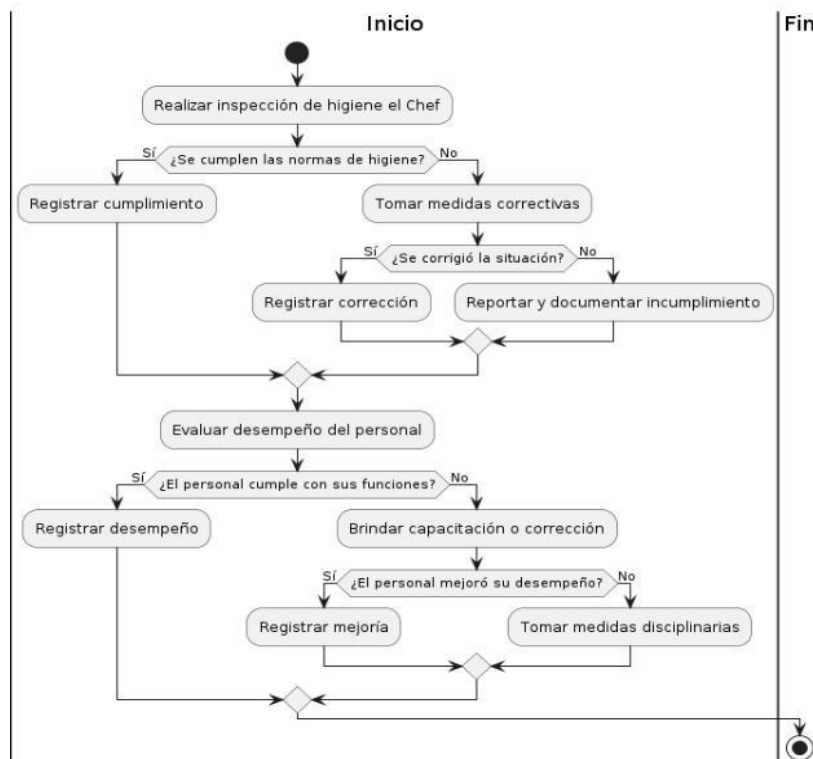 Inicio
Fin
Realizar inspección de higiene el Chef
Sí
¿Se cumplen las normas de higiene?
No
Registrar cumplimiento
Tomar medidas correctivas
Sí
¿Se corrigió la situación?
No
Registrar corrección
Reportar y documentar incumplimiento
Evaluar desempeño del personal
Sí
¿El personal cumple con sus funciones?
No
Registrar desempeño
Brindar capacitación o corrección
Sí
¿El personal mejoró su desempeño?
No
Registrar mejoría
Tomar medidas disciplinarias